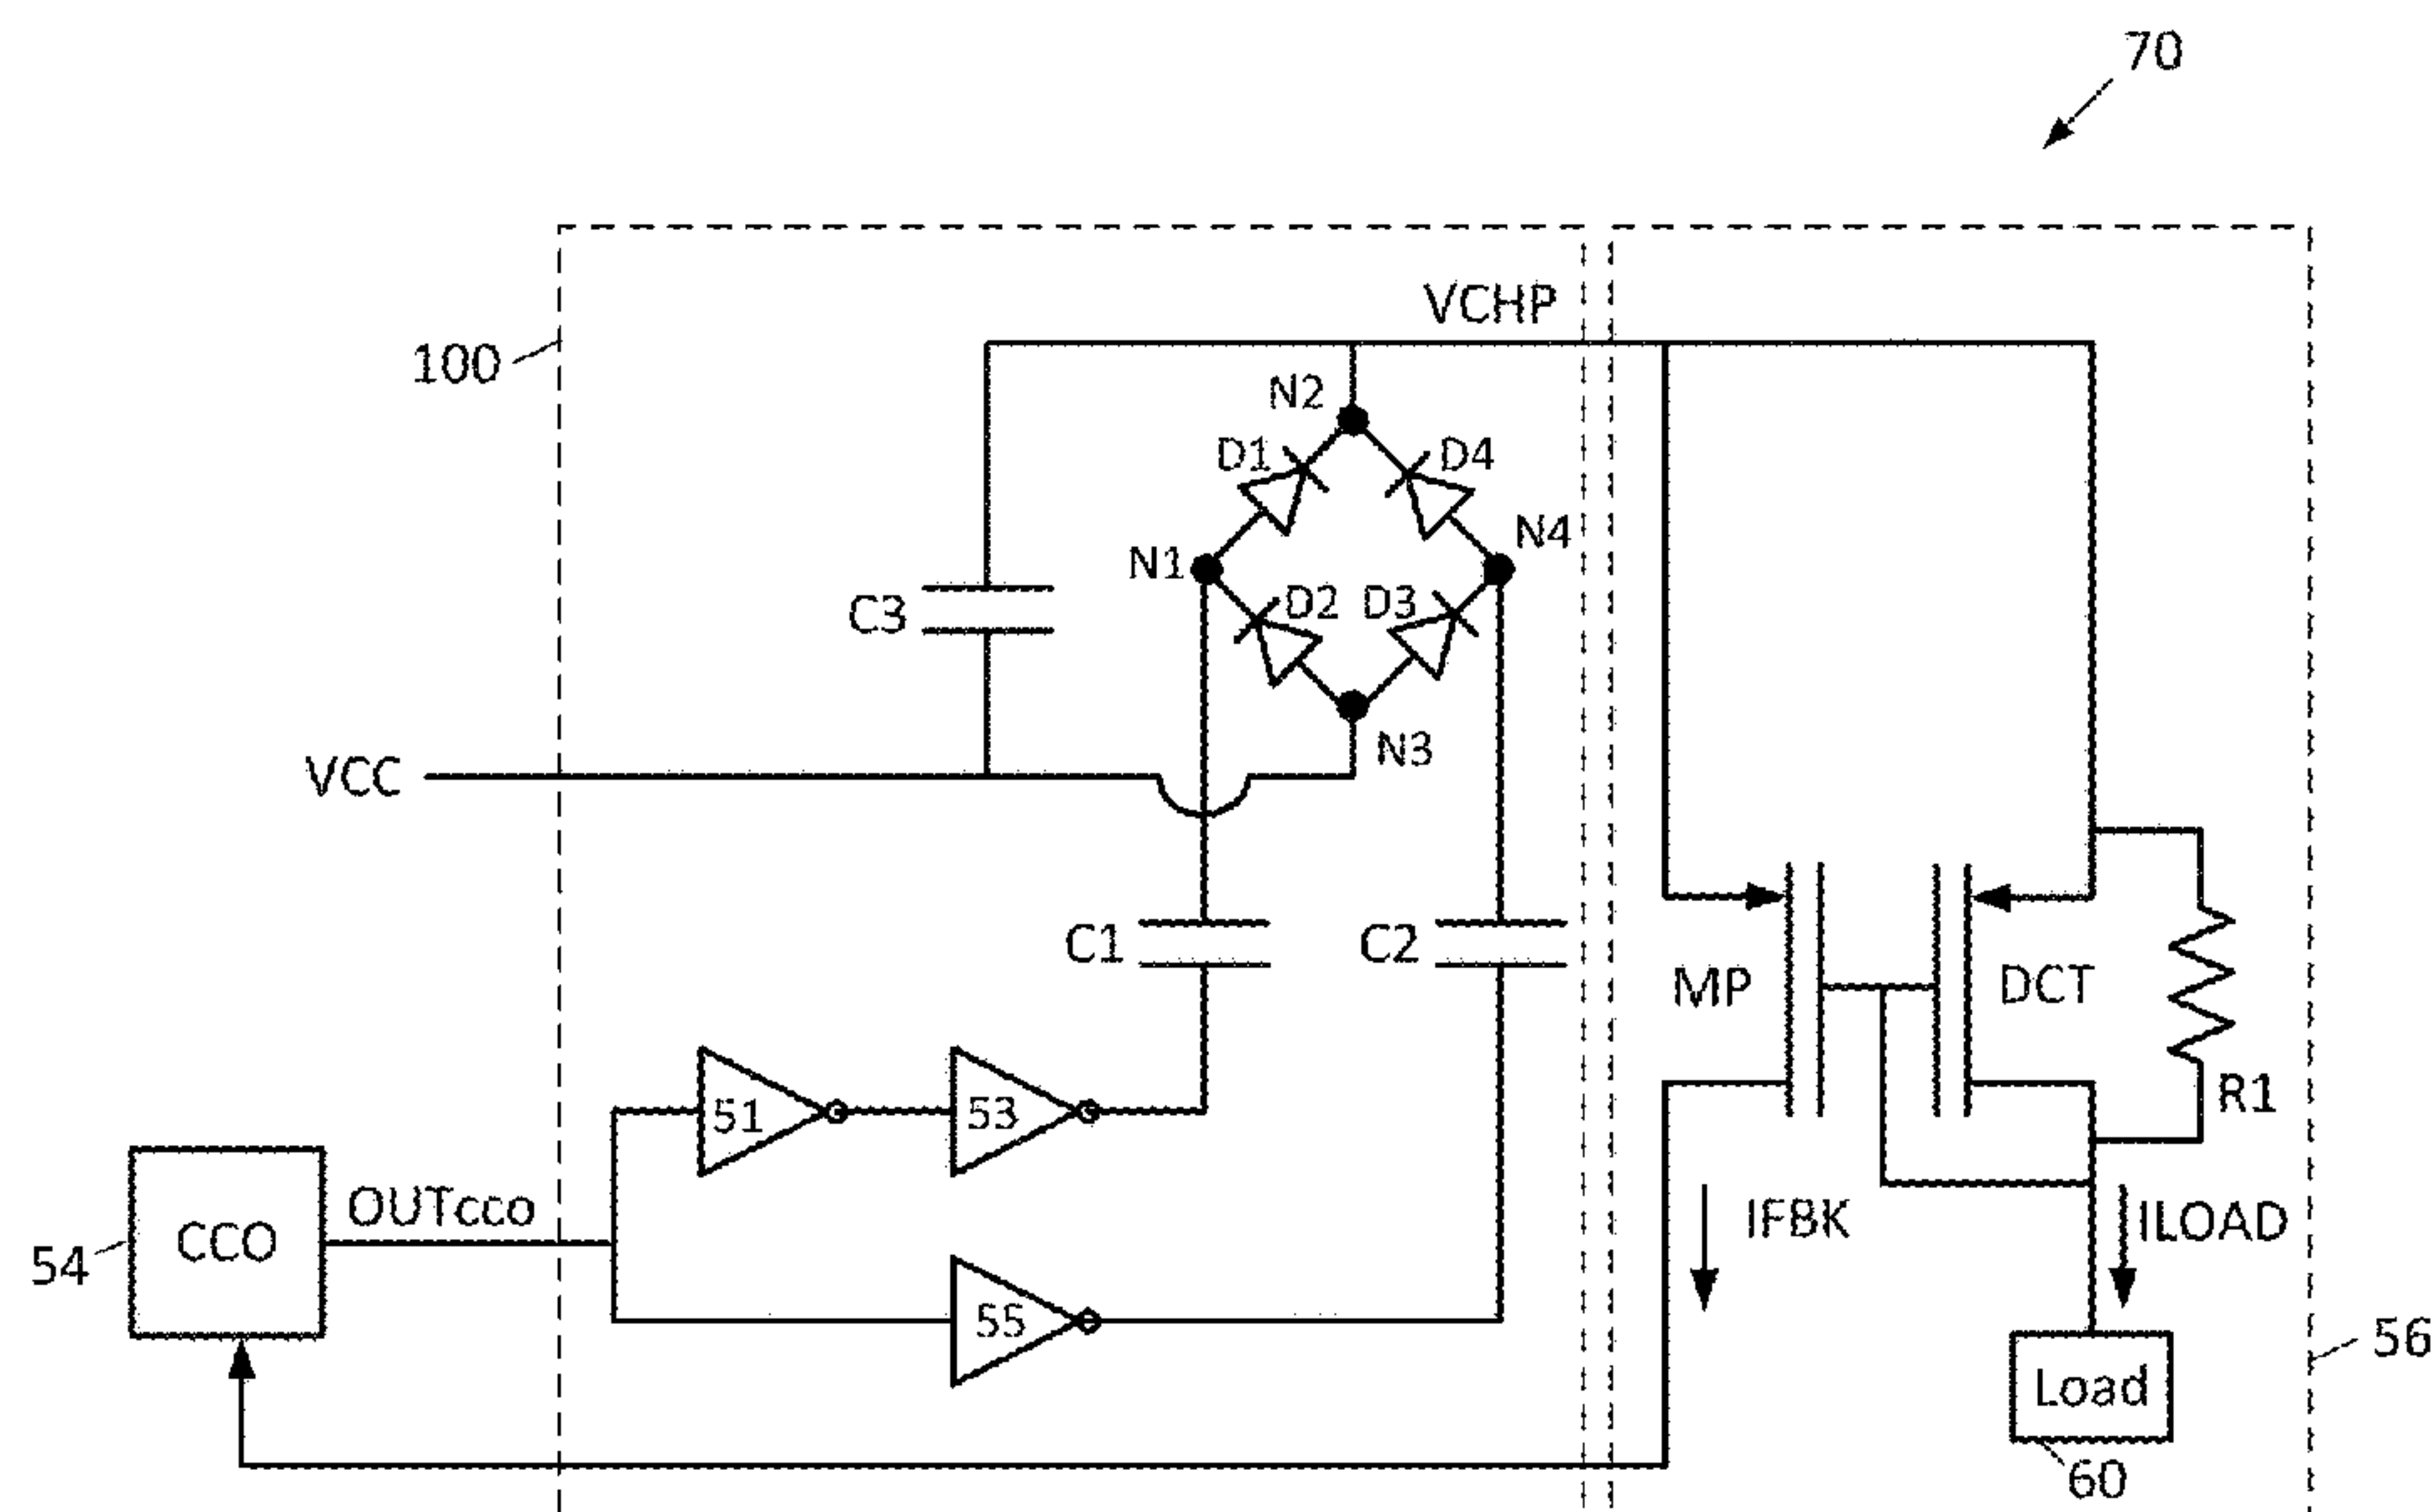 70
VCHP
100
N2
D1
D4
N4
N1
D2
D3
C3
N3
VCC
C1
C2
MP
DCT
R1
51
53
OUTcco
CCO
54
IFBK
ILOAD
55
56
Load
60